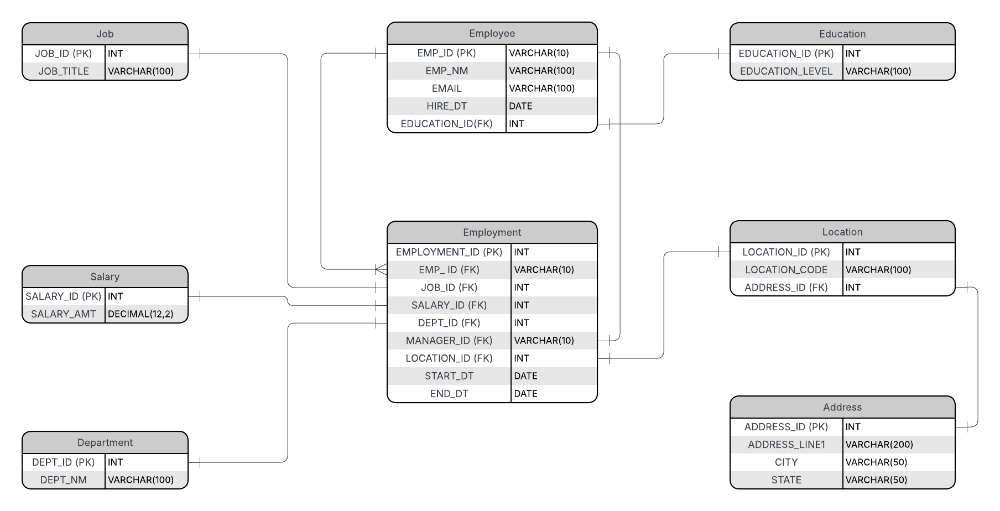 Job
JOB_ID (PK) INT
JOB_TITLE VARCHAR(100)
Employee
EMP_ID (PK) VARCHAR(10)
EMP_NM VARCHAR(100)
EMAIL VARCHAR(100)
HIRE_DT DATE
EDUCATION_ID(FK) INT
Education
EDUCATION_ID (PK) INT
EDUCATION_LEVEL VARCHAR(100)
Salary
SALARY_ID (PK) INT
SALARY_AMT DECIMAL(12,2)
Employment
EMPLOYMENT_ID (PK) INT
EMP_ ID (FK) VARCHAR(10)
JOB_ID (FK) INT
SALARY_ID (FK) INT
DEPT_ID (FK) INT
MANAGER_ID (FK) VARCHAR(10)
LOCATION_ID (FK) INT
START_DT DATE
END_DT DATE
Location
LOCATION_ID (PK) INT
LOCATION_CODE VARCHAR(100)
ADDRESS_ID (FK) INT
Department
DEPT_ID (PK) INT
DEPT_NM VARCHAR(100)
Address
ADDRESS_ID (PK) INT
ADDRESS_LINE1 VARCHAR(200)
CITY VARCHAR(50)
STATE VARCHAR(50)